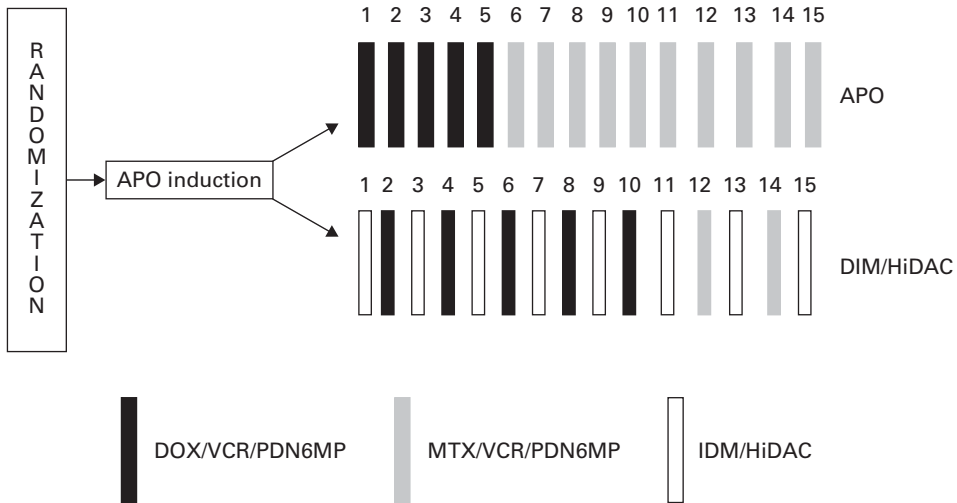 RANDOMIZATION
APO induction
1 2 3 4 5 6 7 8 9 10 11 12 13 14 15
APO
1 2 3 4 5 6 7 8 9 10 11 12 13 14 15
DIM/HiDAC
DOX/VCR/PDN6MP
MTX/VCR/PDN6MP
IDM/HiDAC